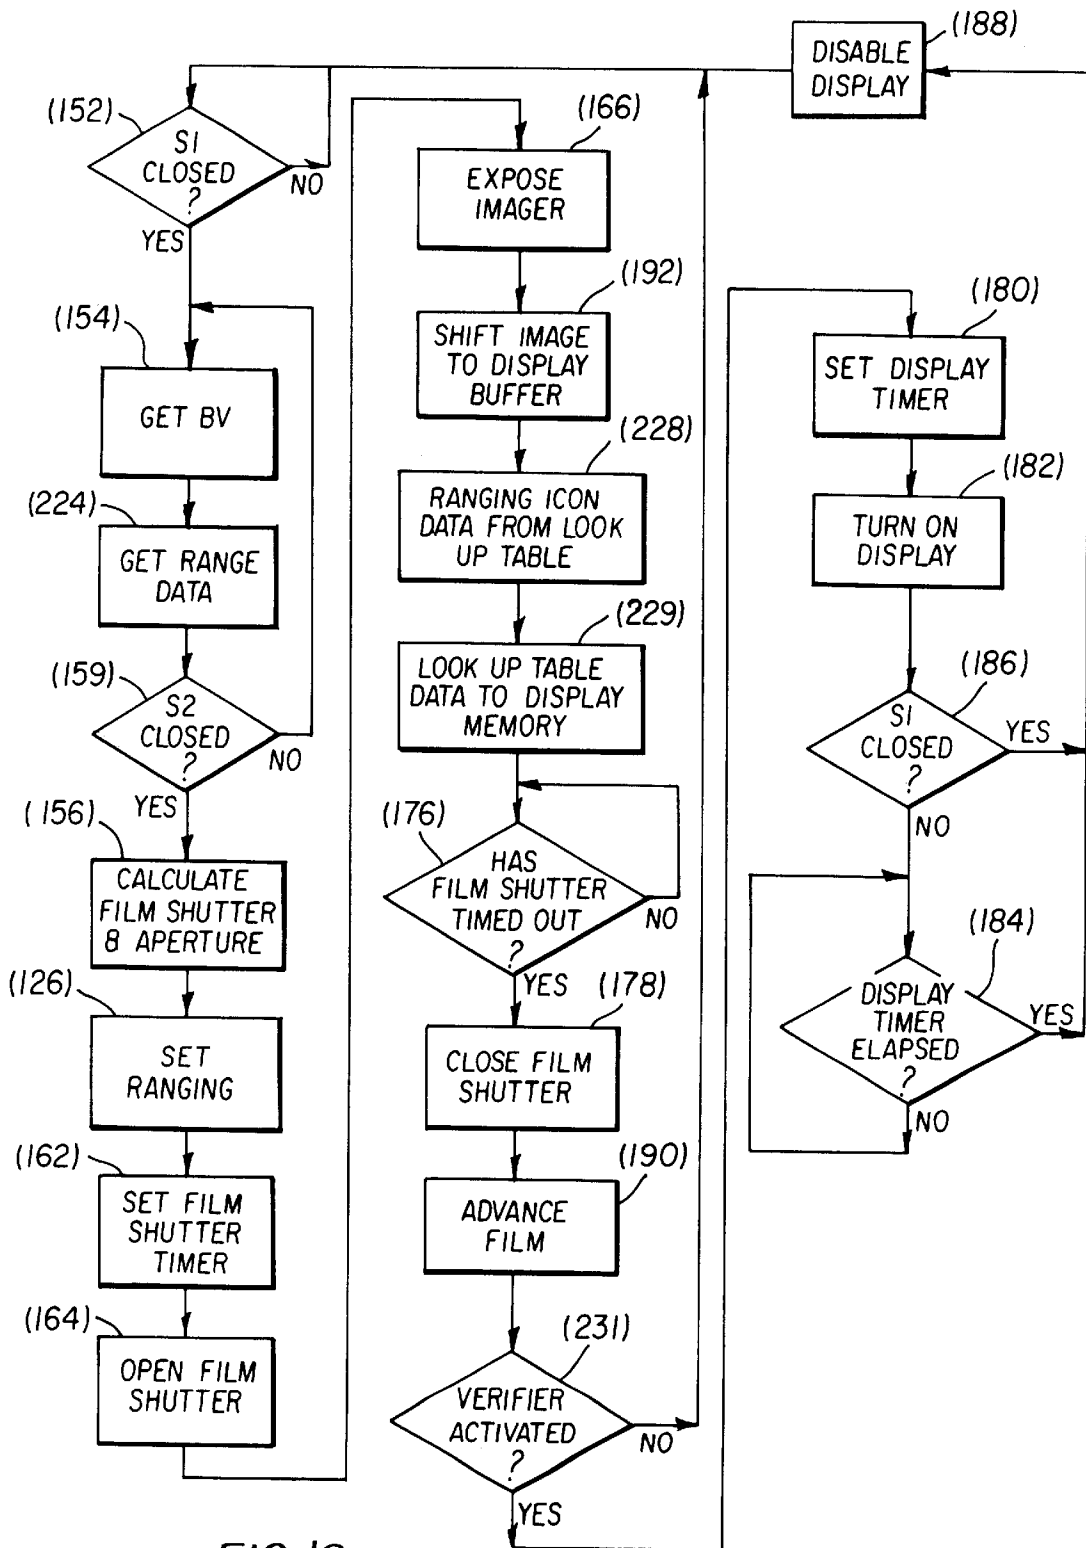 (188)
DISABLE
DISPLAY
(152)
S1
CLOSED
?
NO
YES
(154)
GET BV
(224)
GET RANGE
DATA
(159)
S2
CLOSED
?
NO
YES
(156)
CALCULATE
FILM SHUTTER
& APERTURE
(126)
SET
RANGING
(162)
SET FILM
SHUTTER
TIMER
(164)
OPEN FILM
SHUTTER
(166)
EXPOSE
IMAGER
(192)
SHIFT IMAGE
TO DISPLAY
BUFFER
(228)
RANGING ICON
DATA FROM LOOK
UP TABLE
(229)
LOOK UP TABLE
DATA TO DISPLAY
MEMORY
(176)
HAS
FILM SHUTTER
TIMED OUT
?
NO
YES
(178)
CLOSE FILM
SHUTTER
(190)
ADVANCE
FILM
(231)
VERIFIER
ACTIVATED
?
NO
YES
(180)
SET DISPLAY
TIMER
(182)
TURN ON
DISPLAY
(186)
S1
CLOSED
?
YES
NO
(184)
DISPLAY
TIMER
ELAPSED
?
YES
NO